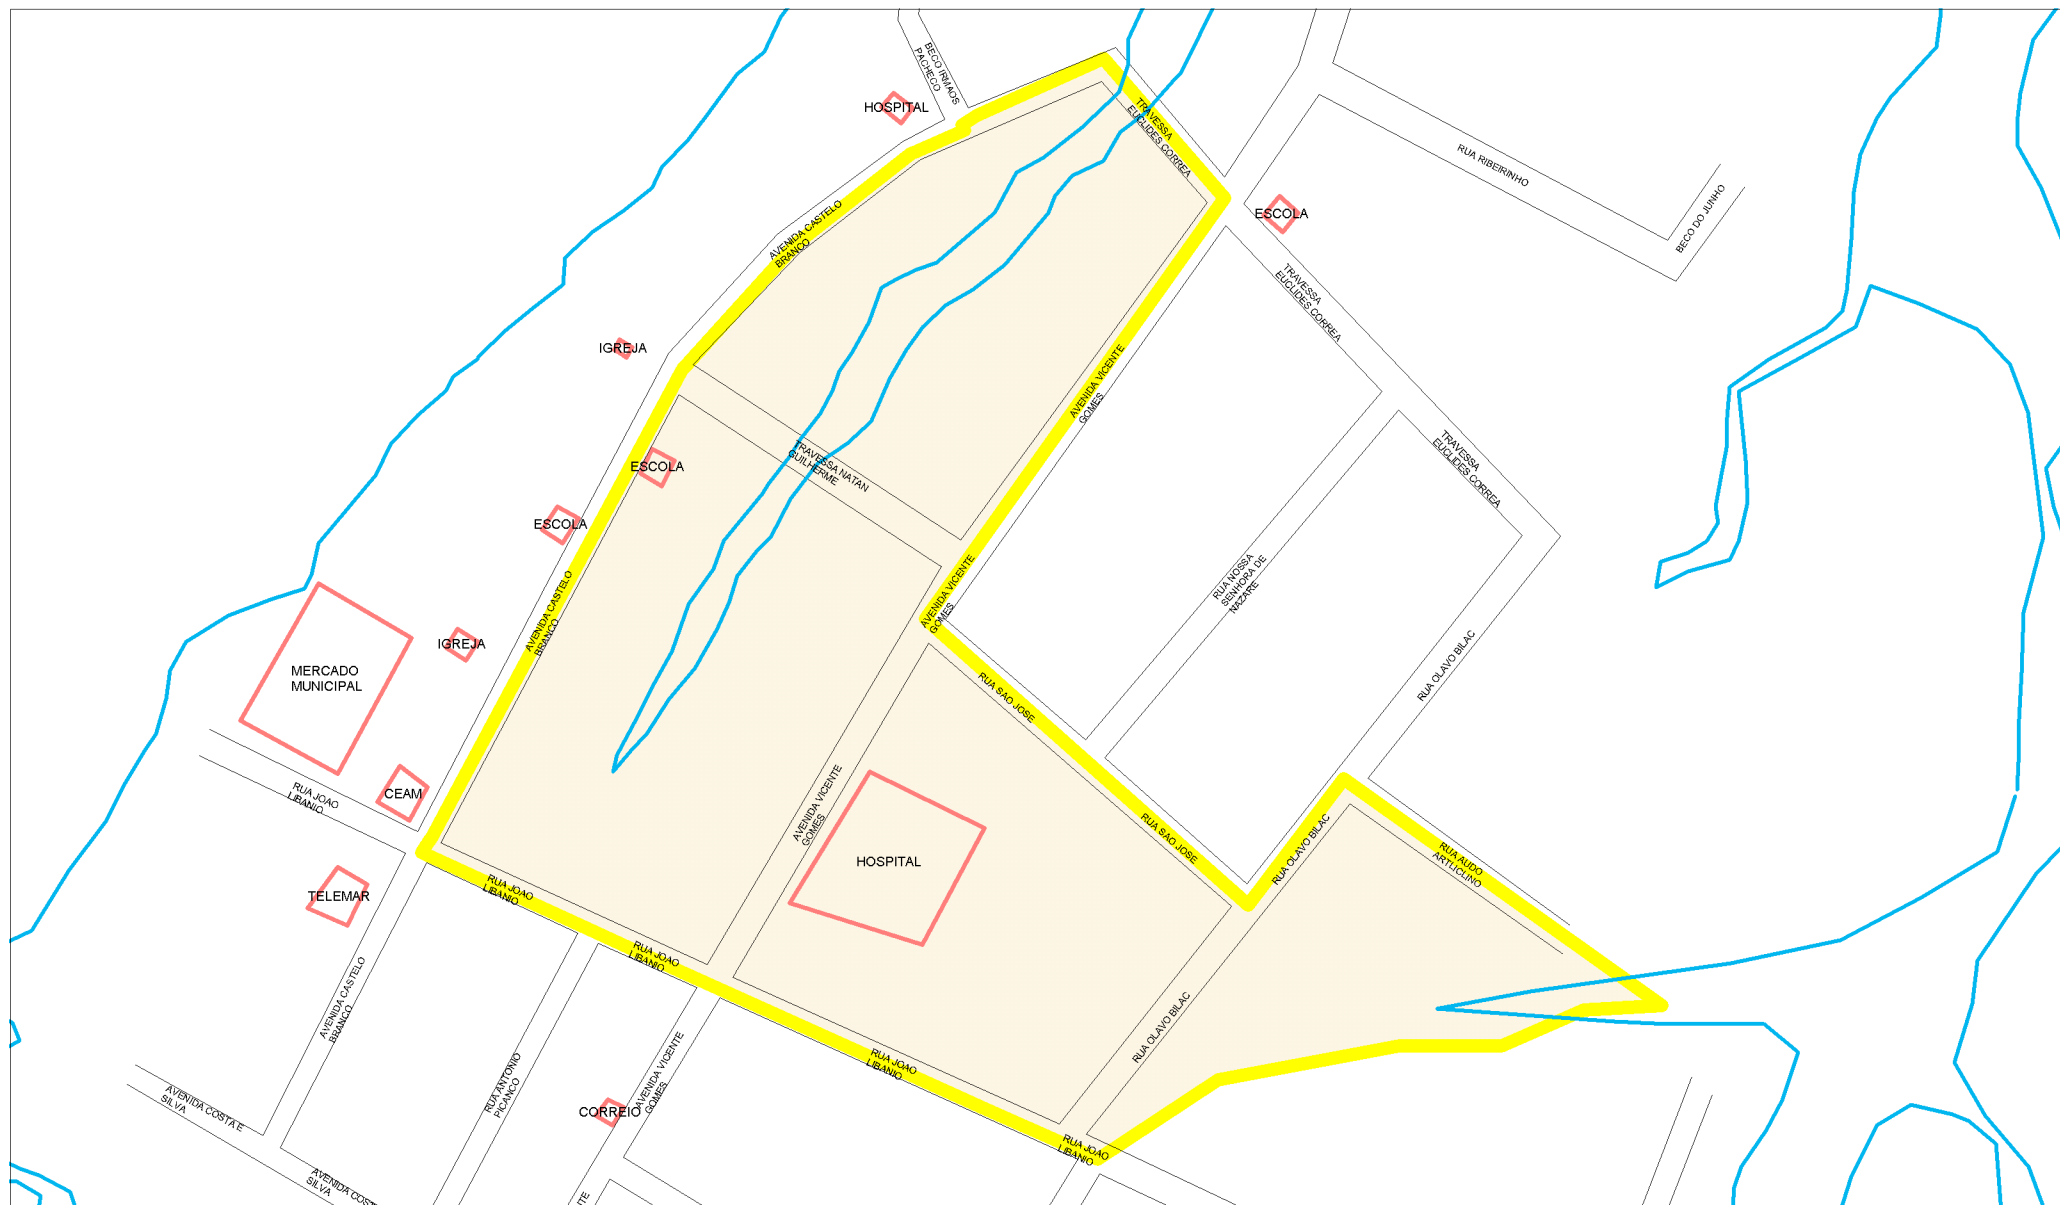 BECO IRMAOS
PACHECO
HOSPITAL
TRAVESSA
EUCLIDES CORREA
RUA RIBEIRINHO
BECO DO JUNHO
ESCOLA
AVENIDA CASTELO
BRANCO
TRAVESSA
EUCLIDES CORREA
IGREJA
AVENIDA VICENTE
GOMES
TRAVESSA NATAN
GUILHERME
ESCOLA
TRAVESSA
EUCLIDES CORREA
ESCOLA
AVENIDA CASTELO
BRANCO
AVENIDA VICENTE
GOMES
RUA NOSSA
SENHORA DE
NAZARE
IGREJA
MERCADO
MUNICIPAL
RUA SAO JOSE
RUA OLAVO BILAC
RUA JOAO
LIBANIO
CEAM
AVENIDA VICENTE
GOMES
RUA SAO JOSE
RUA OLAVO BILAC
RUA AUDO
ARTLICLINO
HOSPITAL
TELEMAR
RUA JOAO
LIBANIO
RUA JOAO
LIBANIO
AVENIDA CASTELO
BRANCO
RUA OLAVO BILAC
RUA ANTONIO
PICANCO
AVENIDA VICENTE
GOMES
RUA JOAO
LIBANIO
AVENIDA COSTA E
SILVA
CORREIO
RUA JOAO
LIBANIO
AVENIDA COST
SILVA
NTE